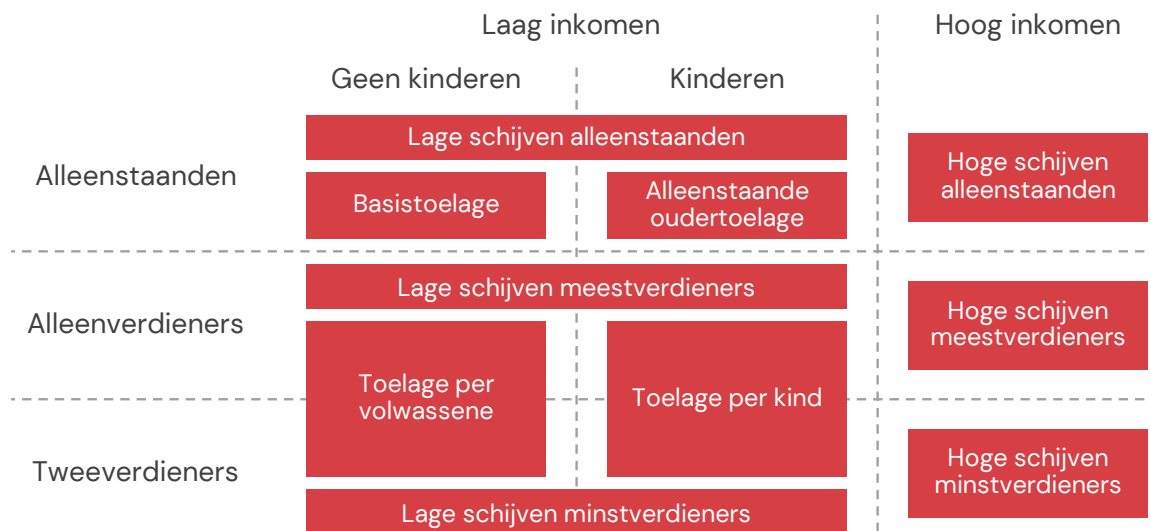 Laag inkomen
Hoog inkomen
Geen kinderen
Kinderen
Alleenstaanden
Lage schijven alleenstaanden
Basistoelage
Alleenstaande
oudertoelage
Hoge schijven
alleenstaanden
Alleenverdieners
Lage schijven meestverdieners
Hoge schijven
meestverdieners
Toelage per
volwassene
Toelage per kind
Tweeverdieners
Hoge schijven
minstverdieners
Lage schijven minstverdieners